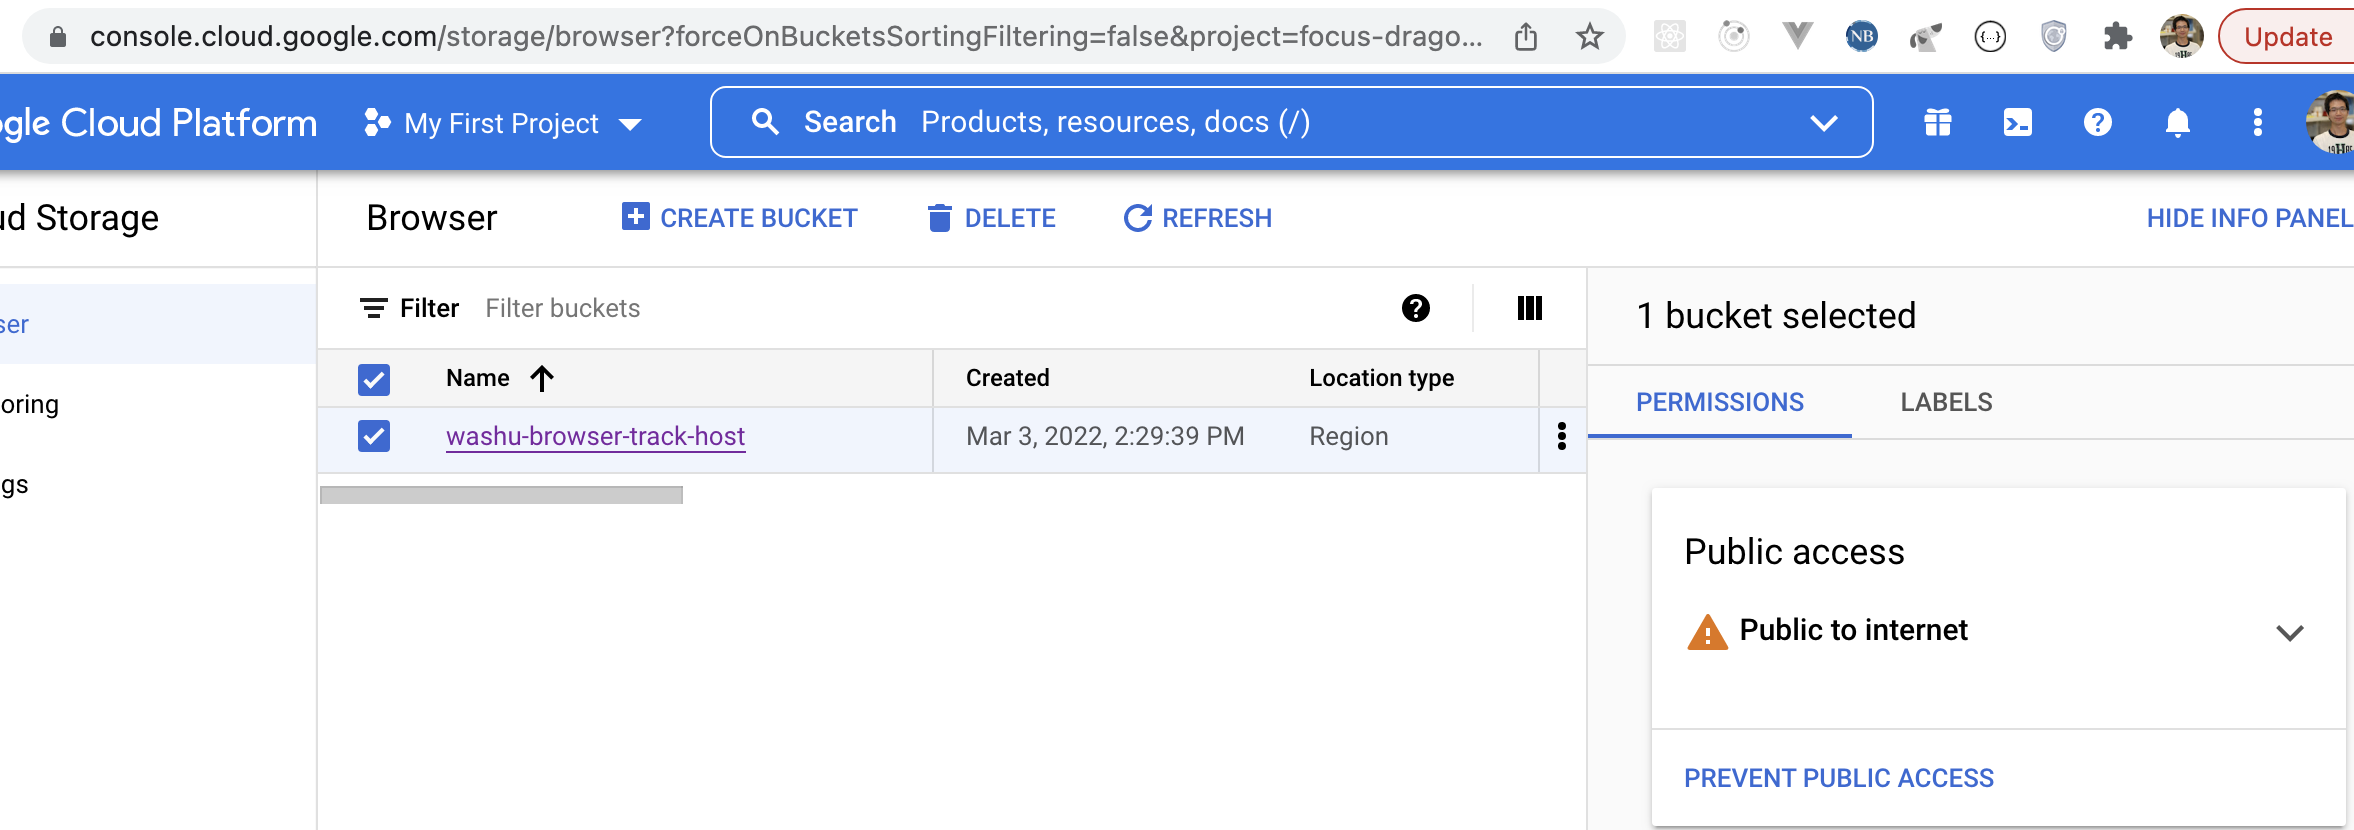 console.cloud.google.com/storage/browser?forceOnBucketsSortingFiltering=false&project=focus-drago...
NB
{...}
Update
gle Cloud Platform
My First Project
Search Products, resources, docs (/)
ud Storage
Browser
CREATE BUCKET
DELETE
REFRESH
HIDE INFO PANEL
ser
oring
gs
Filter Filter buckets
Name
Created
Location type
washu-browser-track-host
Mar 3, 2022, 2:29:39 PM
Region
1 bucket selected
PERMISSIONS
LABELS
Public access
Public to internet
PREVENT PUBLIC ACCESS